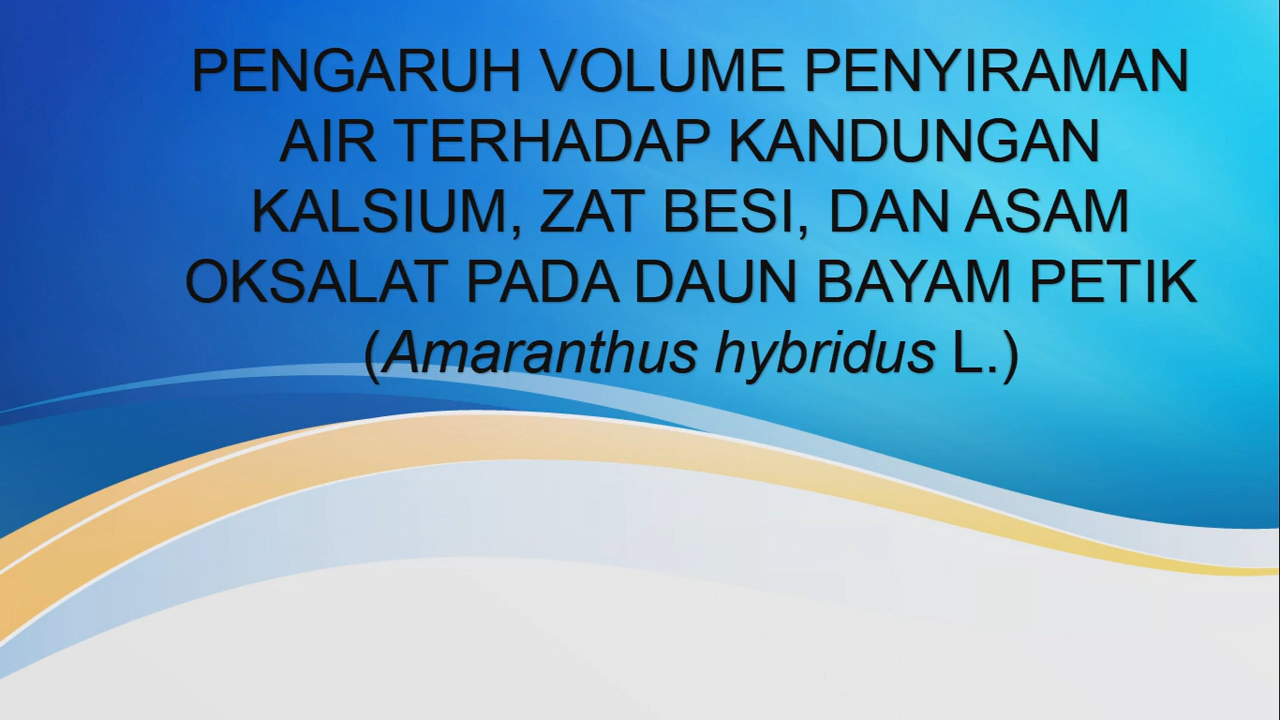 PENGARUH VOLUME PENYIRAMAN
AIR TERHADAP KANDUNGAN
KALSIUM, ZAT BESI, DAN ASAM
OKSALAT PADA DAUN BAYAM PETIK
(Amaranthus hybridus L.)